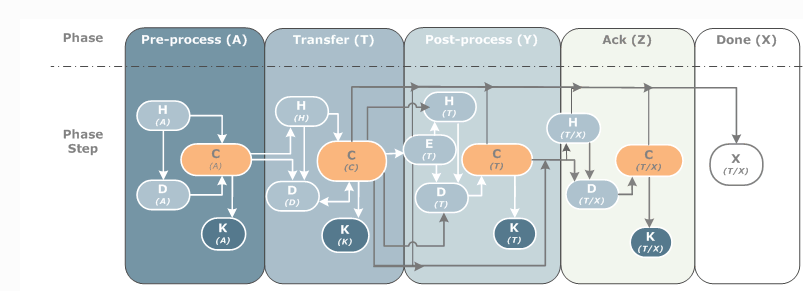 Phase
Pre-process (A)
Transfer (T)
Post-process (Y)
Ack (Z)
Done (X)
Phase
Step
H
(A)
C
(A)
D
(A)
K
(A)
H
(H)
C
(C)
D
(D)
K
(K)
H
(T)
E
(T)
C
(T)
D
(T)
K
(T)
H
(T/X)
C
(T/X)
D
(T/X)
K
(T/X)
X
(T/X)